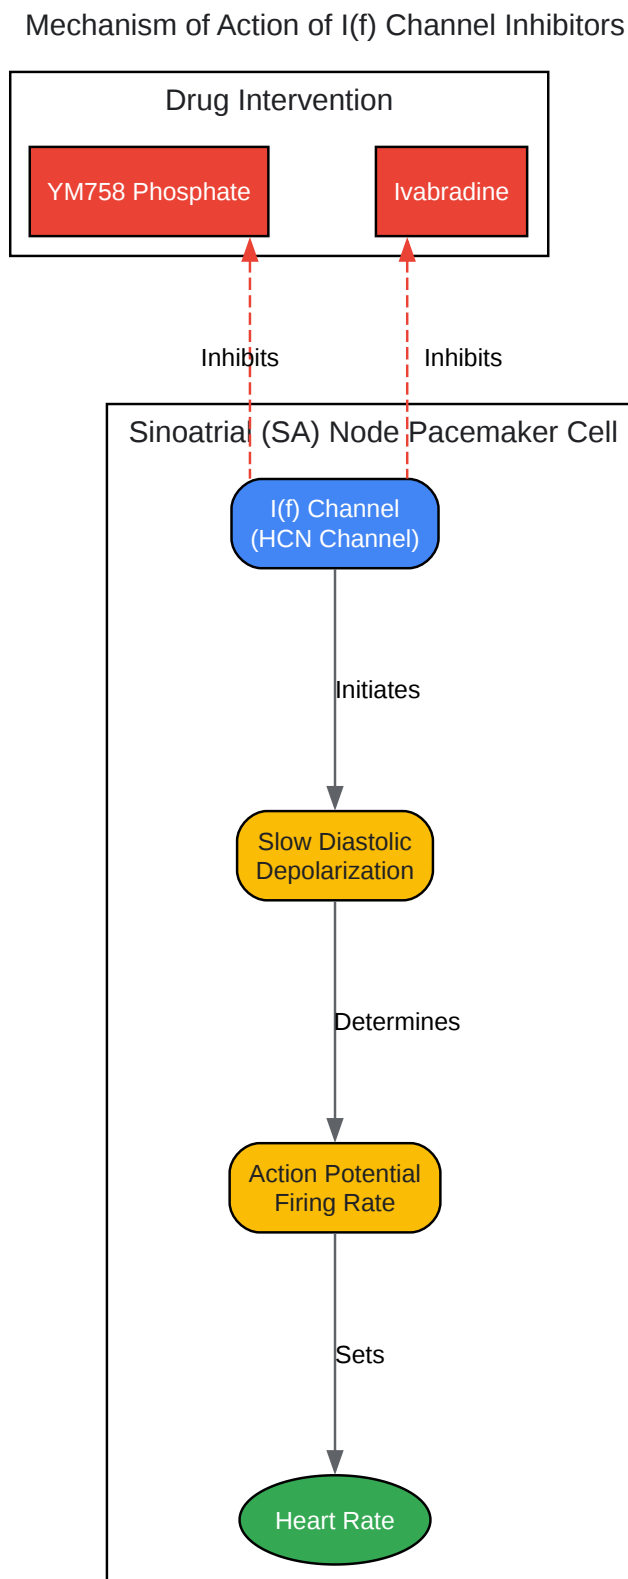 Mechanism of Action of I(f) Channel Inhibitors
Drug Intervention
YM758 Phosphate
Ivabradine
Inhibits
Inhibits
Sinoatrial (SA) Node Pacemaker Cell
I(f) Channel
(HCN Channel)
Initiates
Slow Diastolic
Depolarization
Determines
Action Potential
Firing Rate
Sets
Heart Rate